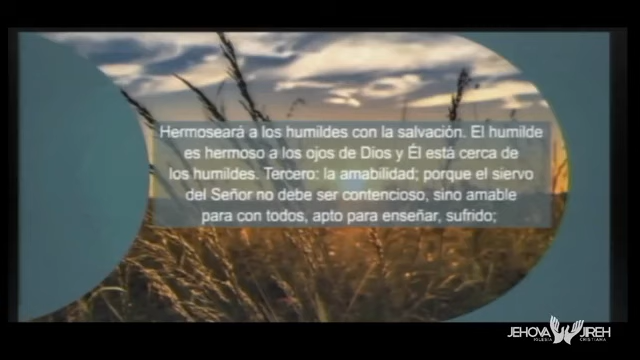 Hermoseará a los humildes con la salvación. El humilde
es hermoso a los ojos de Dios y Él está cerca de
los humildes. Tercero: la amabilidad; porque el siervo
del Señor no debe ser contencioso, sino amable
para con todos, apto para enseñar, sufrido;
JEHOVA JIREH
IGLESIA CRISTIANA